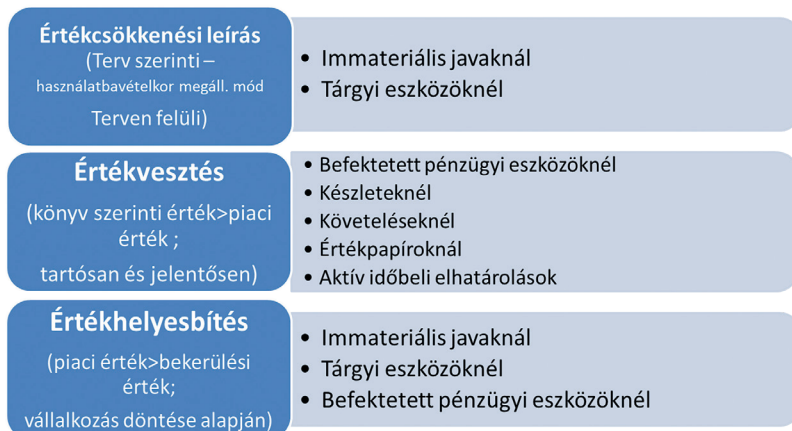 Értékcsökkenési leírás
(Terv szerinti –
használatbavételkor megáll. mód
Terven felüli)
• Immateriális javaknál
• Tárgyi eszközöknél
Értékvesztés
(könyv szerinti érték>piaci
érték ;
tartósan és jelentősen)
• Befektetett pénzügyi eszközöknél
• Készleteknél
• Követeléseknél
• Értékpapíroknál
• Aktív időbeli elhatárolások
Értékhelyesbítés
(piaci érték>bekerülési
érték;
vállalkozás döntése alapján)
• Immateriális javaknál
• Tárgyi eszközöknél
• Befektetett pénzügyi eszközöknél